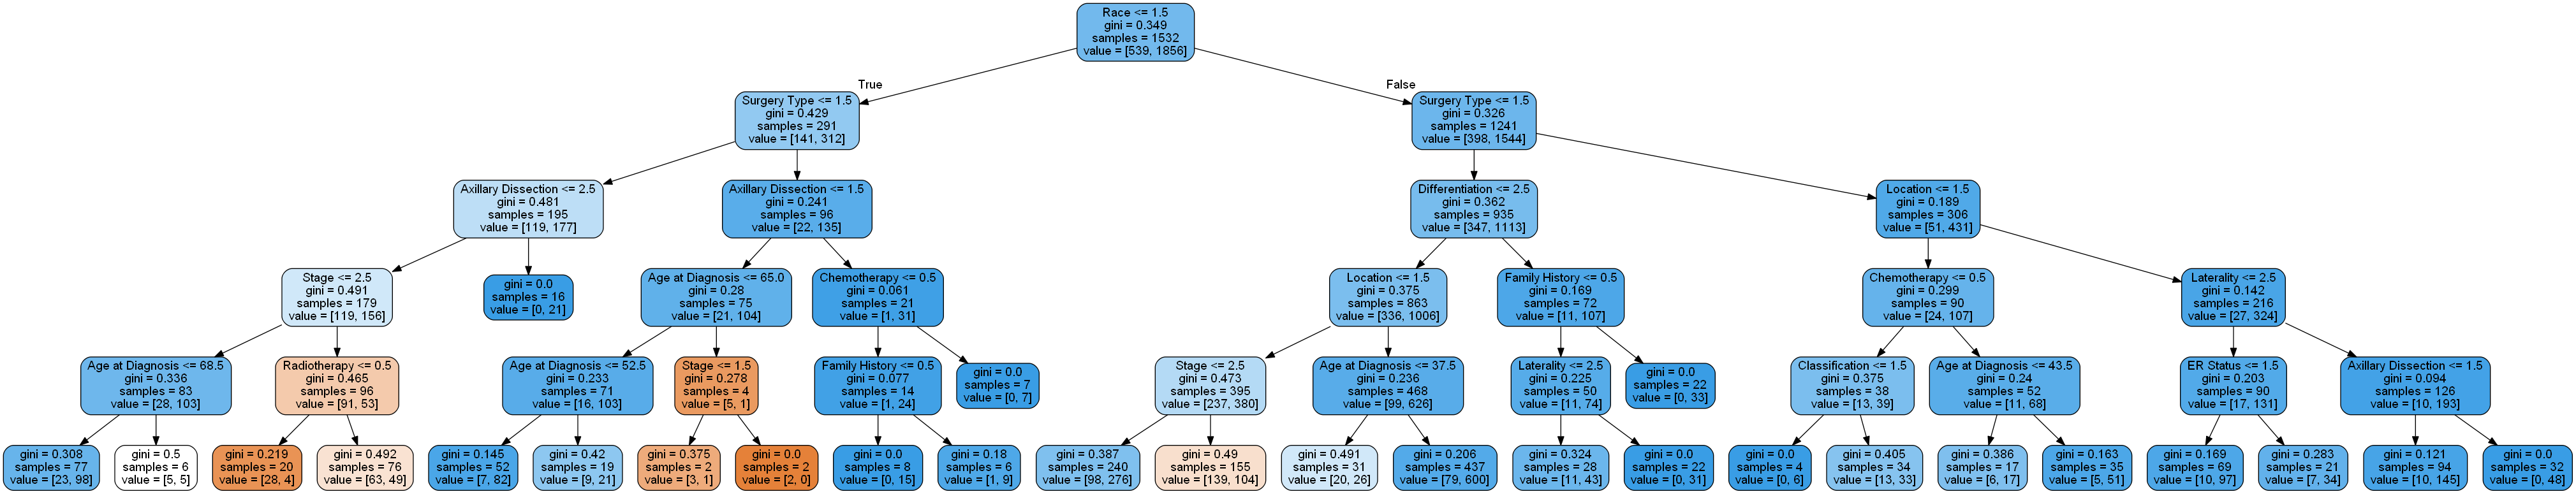 Race <= 1.5
gini = 0.349
samples = 1532
value = [539, 1856]
True
False
Surgery Type <= 1.5
gini = 0.429
samples = 291
value = [141, 312]
Surgery Type <= 1.5
gini = 0.326
samples = 1241
value = [398, 1544]
Axillary Dissection <= 2.5
gini = 0.481
samples = 195
value = [119, 177]
Axillary Dissection <= 1.5
gini = 0.241
samples = 96
value = [22, 135]
Differentiation <= 2.5
gini = 0.362
samples = 935
value = [347, 1113]
Location <= 1.5
gini = 0.189
samples = 306
value = [51, 431]
Stage <= 2.5
gini = 0.491
samples = 179
value = [119, 156]
gini = 0.0
samples = 16
value = [0, 21]
Age at Diagnosis <= 65.0
gini = 0.28
samples = 75
value = [21, 104]
Chemotherapy <= 0.5
gini = 0.061
samples = 21
value = [1, 31]
Location <= 1.5
gini = 0.375
samples = 863
value = [336, 1006]
Family History <= 0.5
gini = 0.169
samples = 72
value = [11, 107]
Chemotherapy <= 0.5
gini = 0.299
samples = 90
value = [24, 107]
Laterality <= 2.5
gini = 0.142
samples = 216
value = [27, 324]
Age at Diagnosis <= 68.5
gini = 0.336
samples = 83
value = [28, 103]
Radiotherapy <= 0.5
gini = 0.465
samples = 96
value = [91, 53]
Age at Diagnosis <= 52.5
gini = 0.233
samples = 71
value = [16, 103]
Stage <= 1.5
gini = 0.278
samples = 4
value = [5, 1]
Family History <= 0.5
gini = 0.077
samples = 14
value = [1, 24]
gini = 0.0
samples = 7
value = [0, 7]
Stage <= 2.5
gini = 0.473
samples = 395
value = [237, 380]
Age at Diagnosis <= 37.5
gini = 0.236
samples = 468
value = [99, 626]
Laterality <= 2.5
gini = 0.225
samples = 50
value = [11, 74]
gini = 0.0
samples = 22
value = [0, 33]
Classification <= 1.5
gini = 0.375
samples = 38
value = [13, 39]
Age at Diagnosis <= 43.5
gini = 0.24
samples = 52
value = [11, 68]
ER Status <= 1.5
gini = 0.203
samples = 90
value = [17, 131]
Axillary Dissection <= 1.5
gini = 0.094
samples = 126
value = [10, 193]
gini = 0.308
samples = 77
value = [23, 98]
gini = 0.5
samples = 6
value = [5, 5]
gini = 0.219
samples = 20
value = [28, 4]
gini = 0.492
samples = 76
value = [63, 49]
gini = 0.145
samples = 52
value = [7, 82]
gini = 0.42
samples = 19
value = [9, 21]
gini = 0.375
samples = 2
value = [3, 1]
gini = 0.0
samples = 2
value = [2, 0]
gini = 0.0
samples = 8
value = [0, 15]
gini = 0.18
samples = 6
value = [1, 9]
gini = 0.387
samples = 240
value = [98, 276]
gini = 0.49
samples = 155
value = [139, 104]
gini = 0.491
samples = 31
value = [20, 26]
gini = 0.206
samples = 437
value = [79, 600]
gini = 0.324
samples = 28
value = [11, 43]
gini = 0.0
samples = 22
value = [0, 31]
gini = 0.0
samples = 4
value = [0, 6]
gini = 0.405
samples = 34
value = [13, 33]
gini = 0.386
samples = 17
value = [6, 17]
gini = 0.163
samples = 35
value = [5, 51]
gini = 0.169
samples = 69
value = [10, 97]
gini = 0.283
samples = 21
value = [7, 34]
gini = 0.121
samples = 94
value = [10, 145]
gini = 0.0
samples = 32
value = [0, 48]